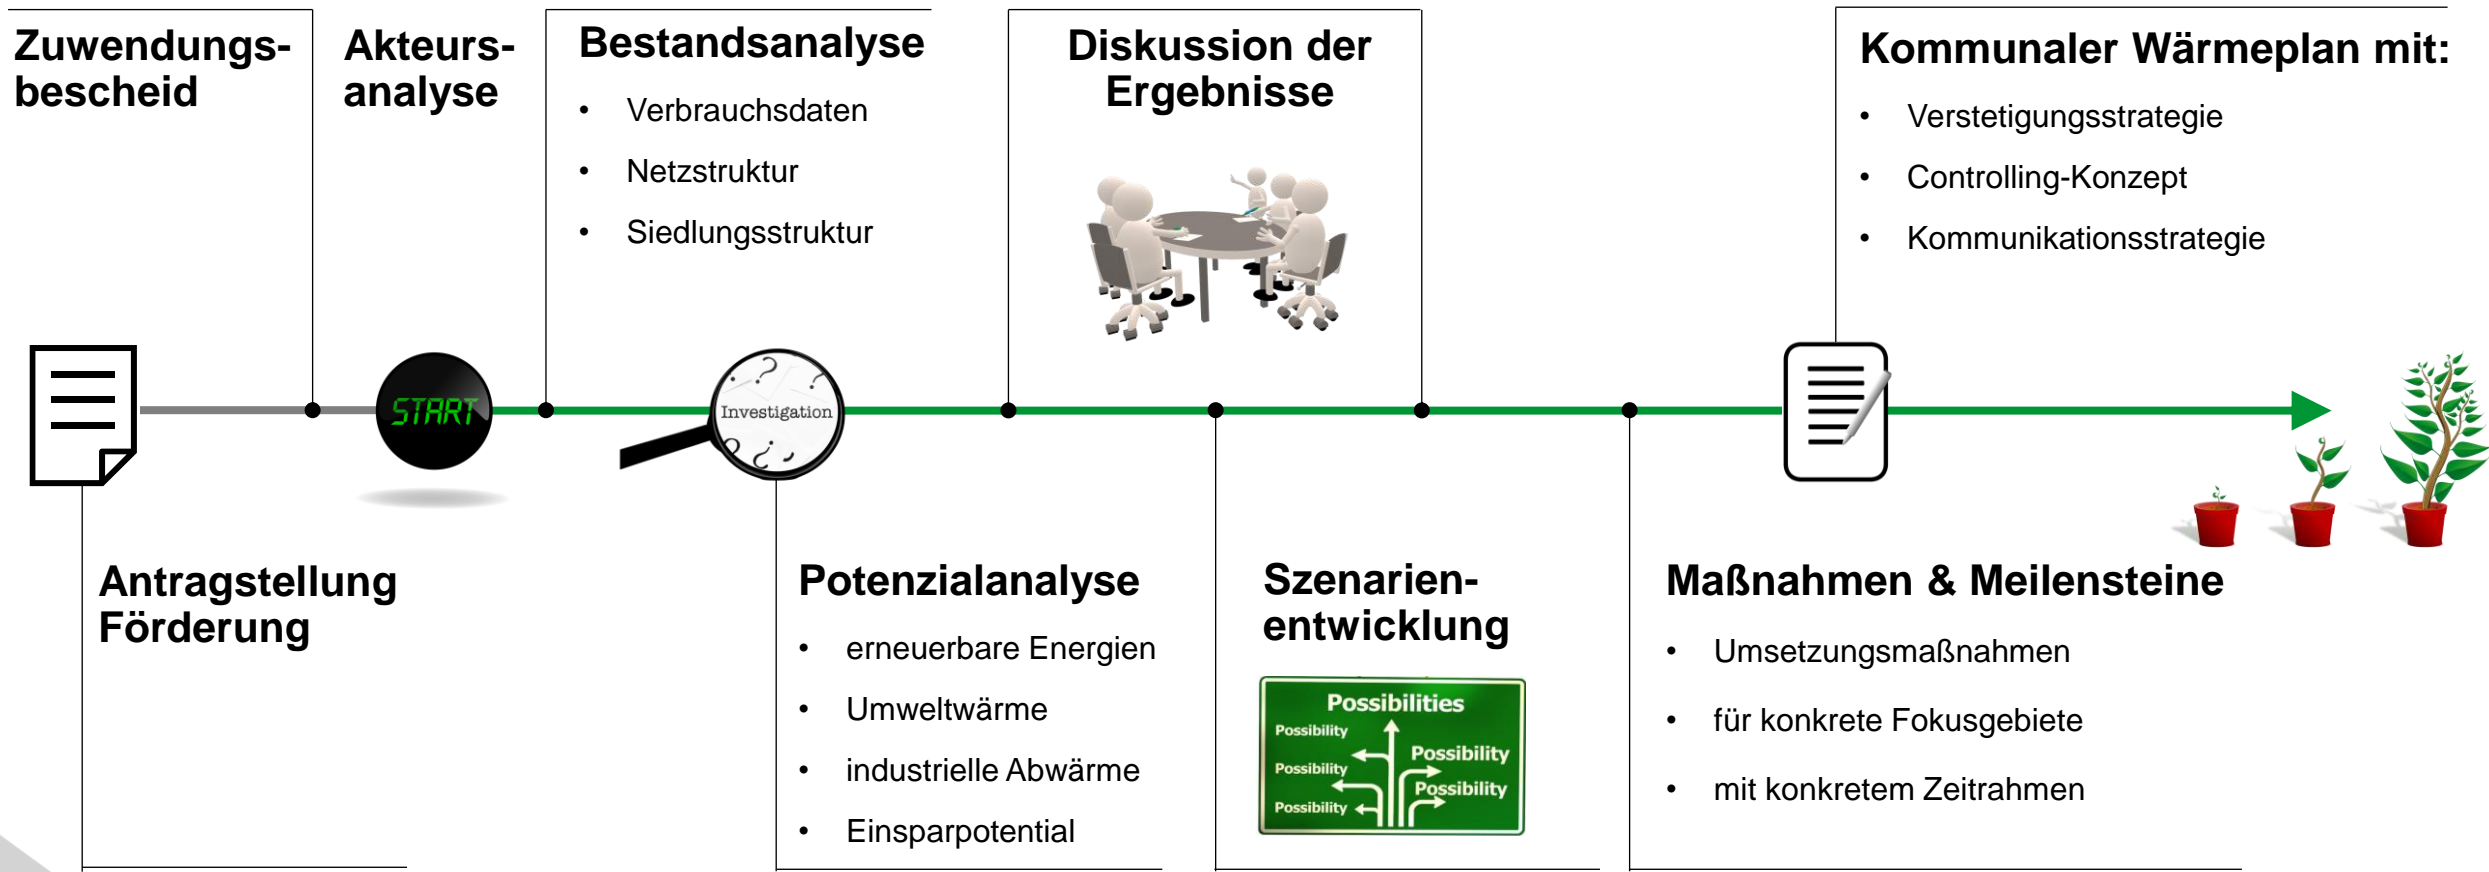 Zuwendungs-
bescheid
Akteurs-
analyse
Bestandsanalyse
• Verbrauchsdaten
• Netzstruktur
• Siedlungsstruktur
Diskussion der
Ergebnisse
Kommunaler Wärmeplan mit:
• Verstetigungsstrategie
• Controlling-Konzept
• Kommunikationsstrategie
START
Investigation
Antragstellung
Förderung
Potenzialanalyse
• erneuerbare Energien
• Umweltwärme
• industrielle Abwärme
• Einsparpotential
Szenarien-
entwicklung
Possibilities
Possibility
Possibility
Possibility
Possibility
Possibility
Maßnahmen & Meilensteine
• Umsetzungsmaßnahmen
• für konkrete Fokusgebiete
• mit konkretem Zeitrahmen